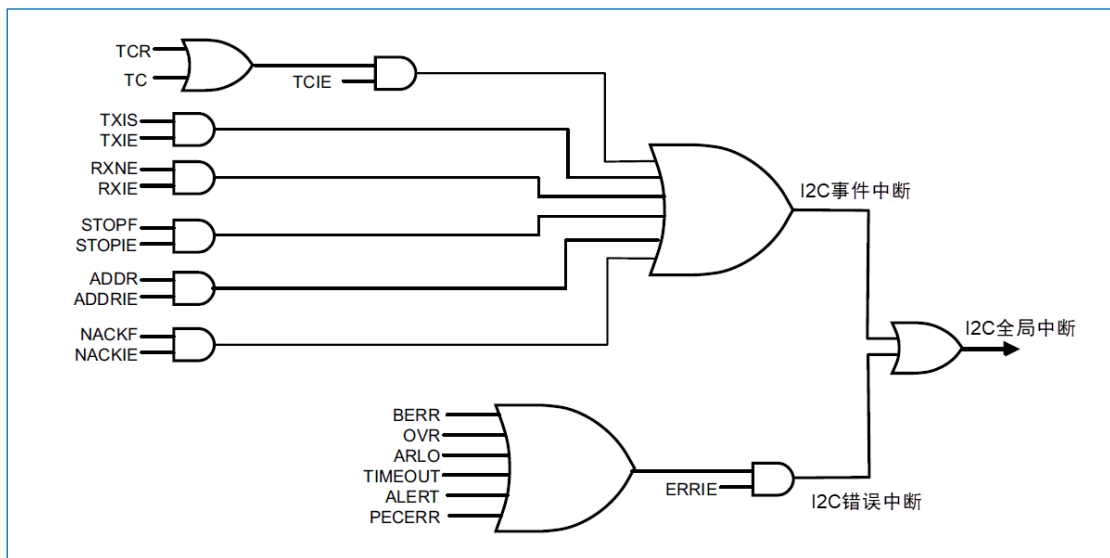 TCR
TC
TCIE
TXIS
TXIE
RXNE
RXIE
STOPF
STOPIE
ADDR
ADDRIE
NACKF
NACKIE
I2C事件中断
I2C全局中断
BERR
OVR
ARLO
TIMEOUT
ALERT
PECERR
ERRIE
I2C错误中断